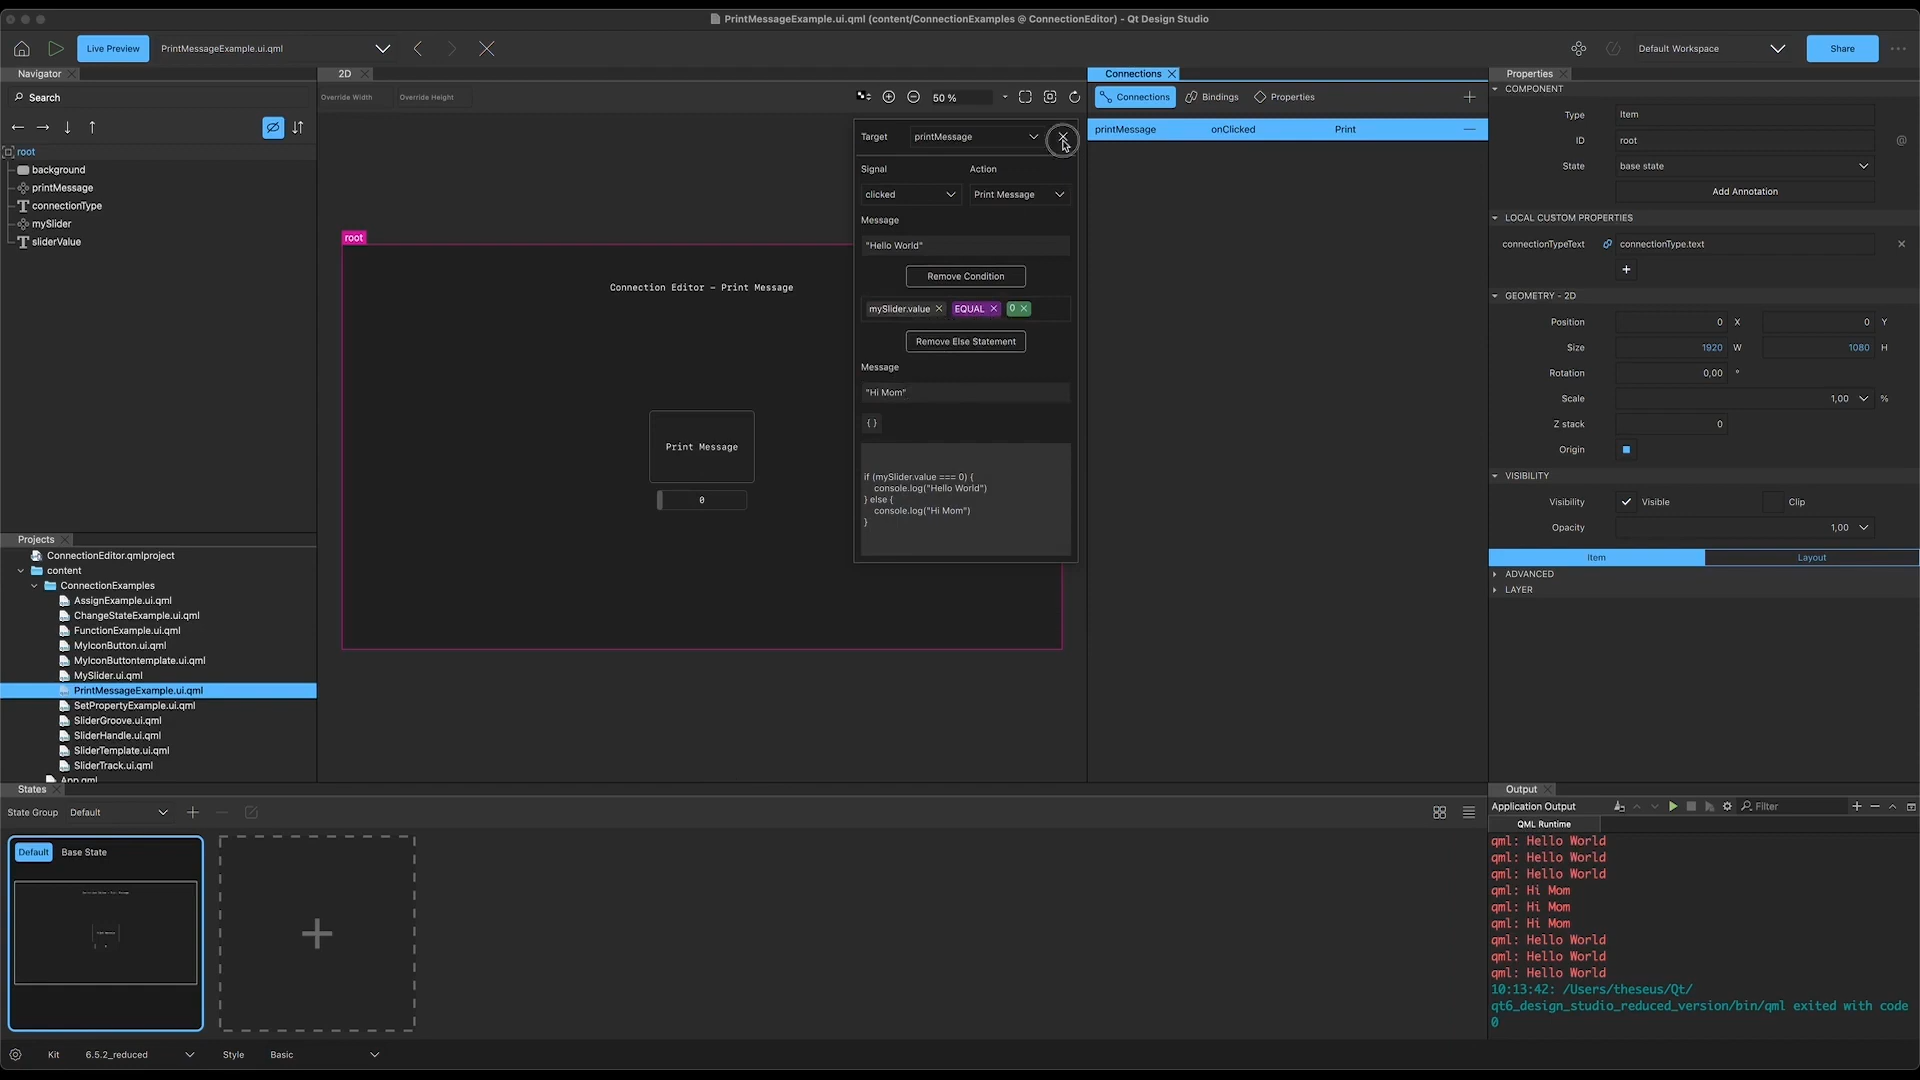 PrintMessageExample.ui.qml (content/ConnectionExamples @ ConnectionEditor) - Qt Design Studio
Live Preview
PrintMessageExample.ui.qml
Default Workspace
Share
Navigator
Search
root
background
printMessage
connectionType
mySlider
sliderValue
Projects
ConnectionEditor.qmlproject
content
ConnectionExamples
AssignExample.ui.qml
ChangeStateExample.ui.qml
FunctionExample.ui.qml
MyIconButton.ui.qml
MyIconButtontemplate.ui.qml
MySlider.ui.qml
PrintMessageExample.ui.qml
SetPropertyExample.ui.qml
SliderGroove.ui.qml
SliderHandle.ui.qml
SliderTemplate.ui.qml
SliderTrack.ui.qml
App.qml
2D
Override Width
Override Height
50 %
root
Connection Editor - Print Message
Print Message
0
Target
printMessage
Signal
Action
clicked
Print Message
Message
"Hello World"
Remove Condition
mySlider.value
EQUAL
0
Remove Else Statement
Message
"Hi Mom"
{ }
if (mySlider.value === 0) {
console.log("Hello World")
} else {
console.log("Hi Mom")
}
Connections
Connections
Bindings
Properties
printMessage
onClicked
Print
Properties
COMPONENT
Type
Item
ID
root
@
State
base state
Add Annotation
LOCAL CUSTOM PROPERTIES
connectionTypeText
connectionType.text
GEOMETRY - 2D
Position
0 X
0 Y
Size
1920 W
1080 H
Rotation
0,00 °
Scale
1,00 %
Z stack
0
Origin
VISIBILITY
Visibility
Visible
Clip
Opacity
1,00
Item
Layout
ADVANCED
LAYER
States
State Group
Default
Default
Base State
Output
Application Output
Filter
QML Runtime
qml: Hello World
qml: Hello World
qml: Hello World
qml: Hi Mom
qml: Hi Mom
qml: Hi Mom
qml: Hello World
qml: Hello World
qml: Hello World
10:13:42: /Users/theseus/Qt/
qt6_design_studio_reduced_version/bin/qml exited with code
0
Kit
6.5.2_reduced
Style
Basic